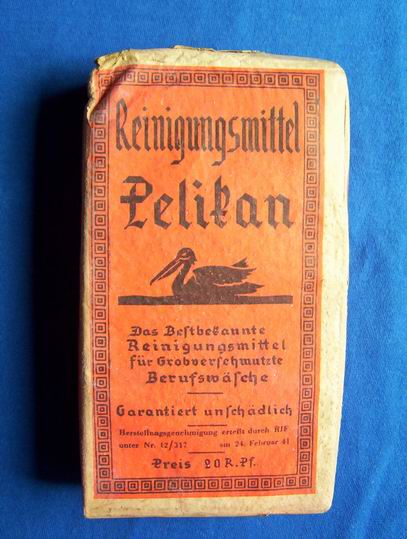 Reinigungsmittel
Pelikan
Das Bestbekannte
Reinigungsmittel
für Grobverschmutzte
Berufswäsche
Garantiert unschädlich
Herstellungsgenehmigung erteilt durch RIF
unter Nr. 12/317 am 24. Februar 41
Preis 20 R.Pf.